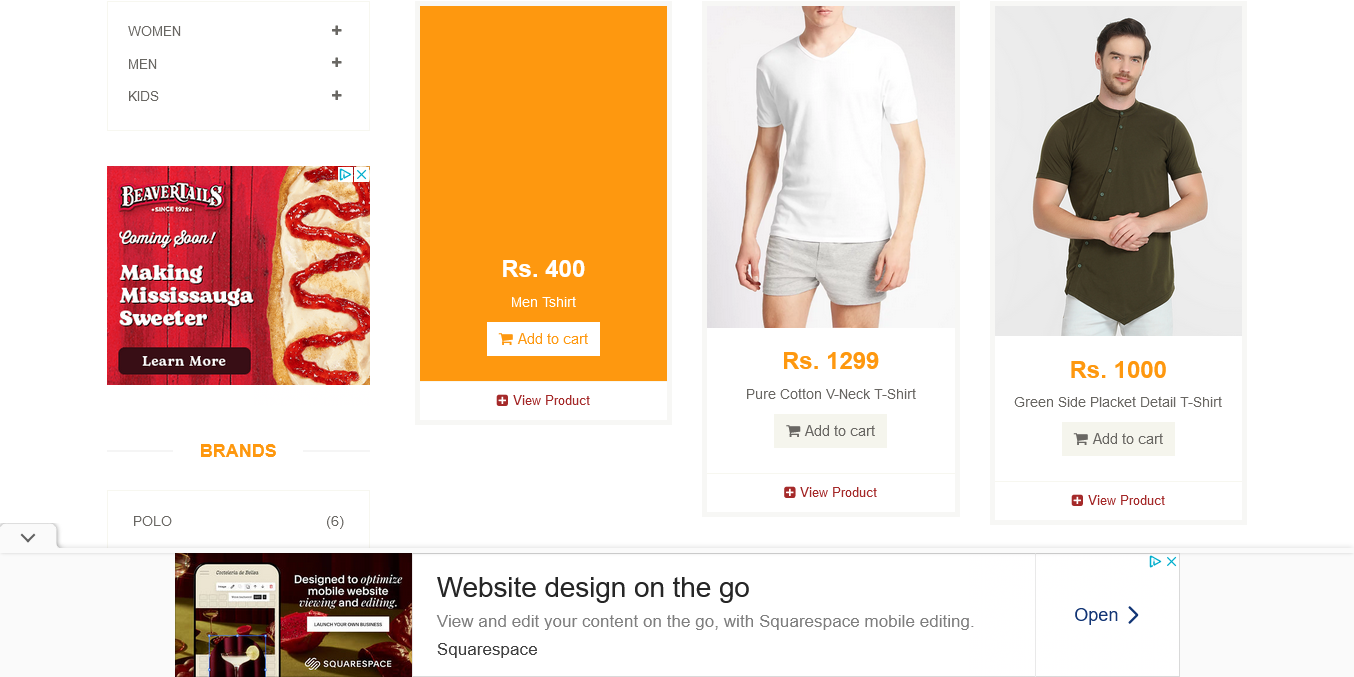 WOMEN
MEN
KIDS
BEAVERTAILS
• SINCE 1978 •
Coming Soon!
Making
Mississauga
Sweeter
Learn More
BRANDS
POLO (6)
Rs. 400
Men Tshirt
Add to cart
View Product
Rs. 1299
Pure Cotton V-Neck T-Shirt
Add to cart
View Product
Rs. 1000
Green Side Placket Detail T-Shirt
Add to cart
View Product
Designed to optimize
mobile website
viewing and editing.
LAUNCH YOUR OWN BUSINESS
SQUARESPACE
Website design on the go
View and edit your content on the go, with Squarespace mobile editing.
Squarespace
Open